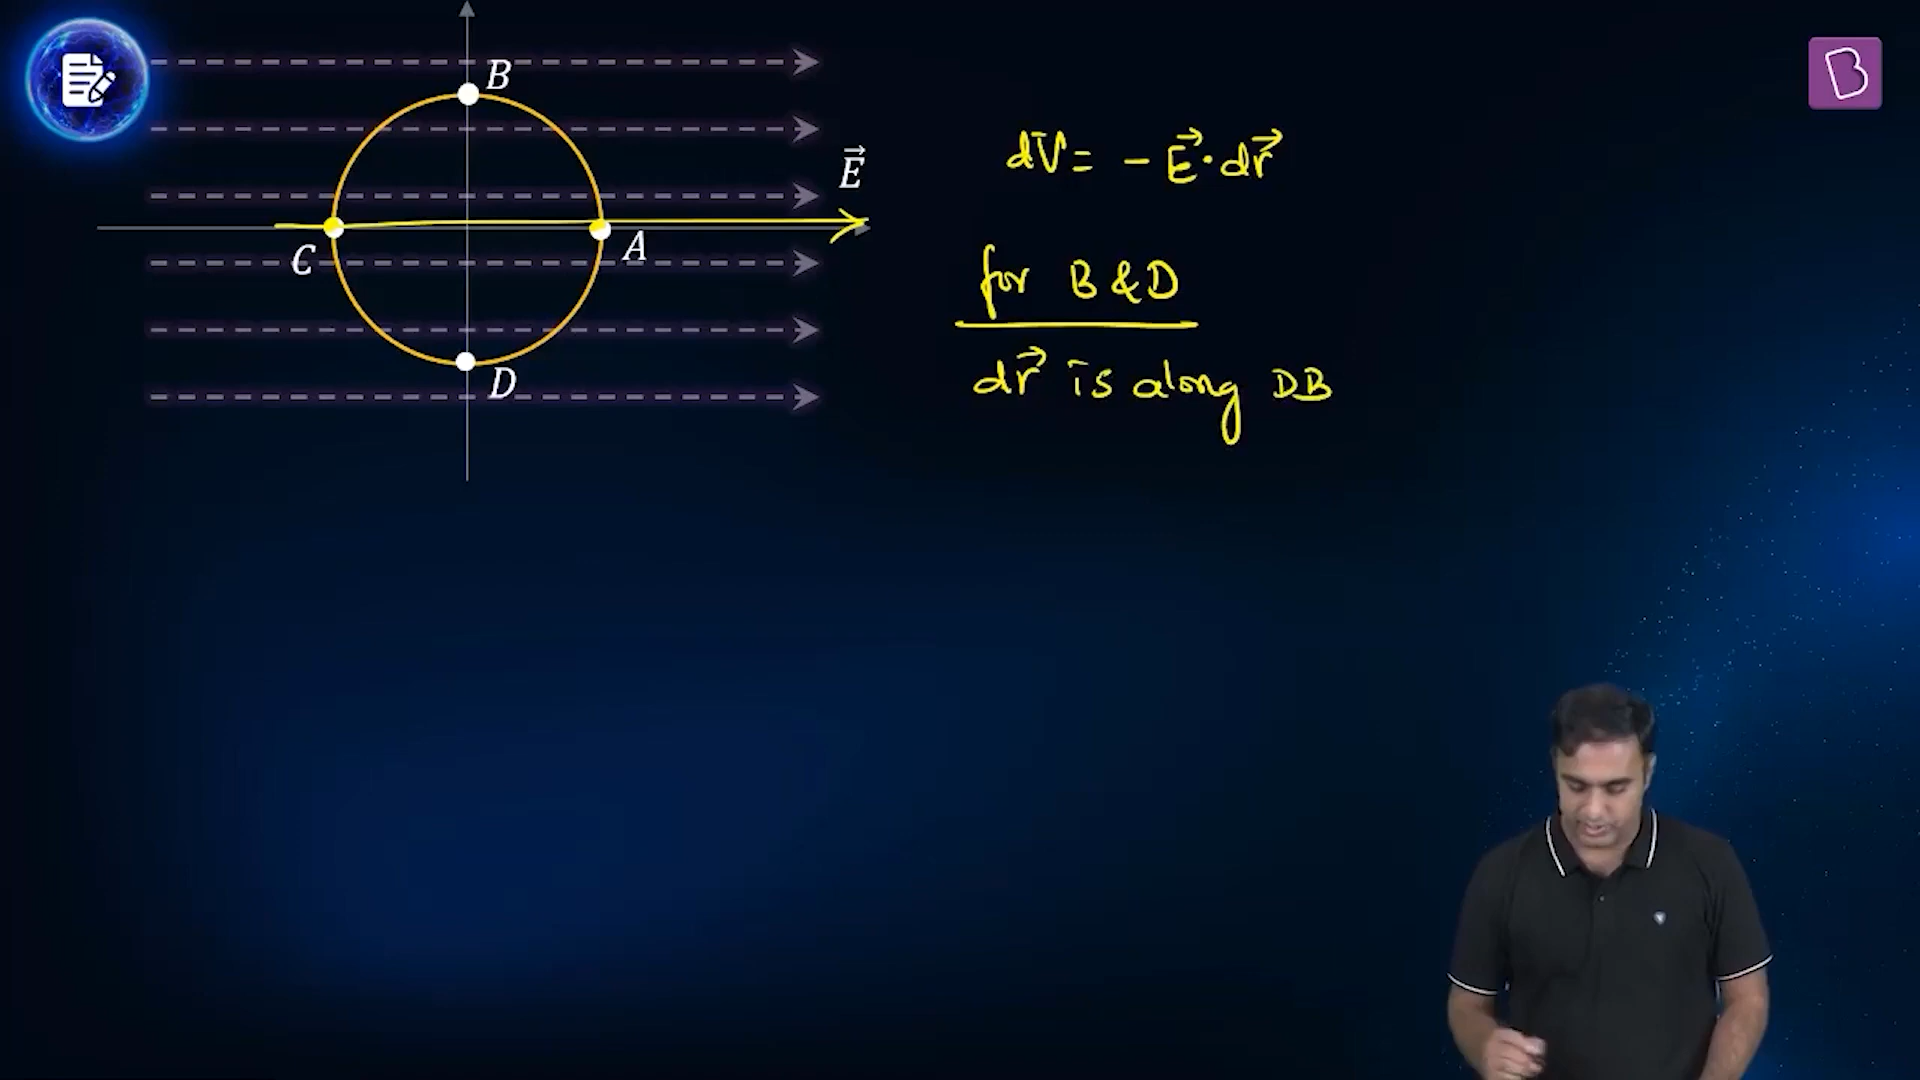 B
E⃗
C
A
D
dV = - E⃗ · dr⃗
for B & D
dr⃗ is along DB
B